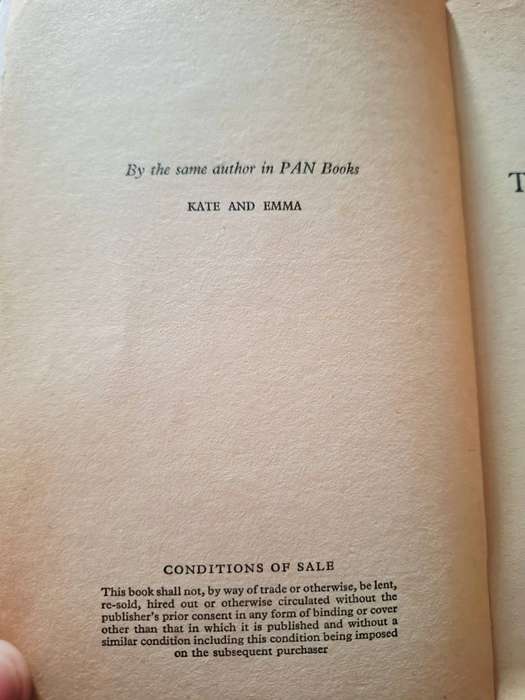 By the same author in PAN Books
KATE AND EMMA
T
CONDITIONS OF SALE
This book shall not, by way of trade or otherwise, be lent,
re-sold, hired out or otherwise circulated without the
publisher's prior consent in any form of binding or cover
other than that in which it is published and without a
similar condition including this condition being imposed
on the subsequent purchaser